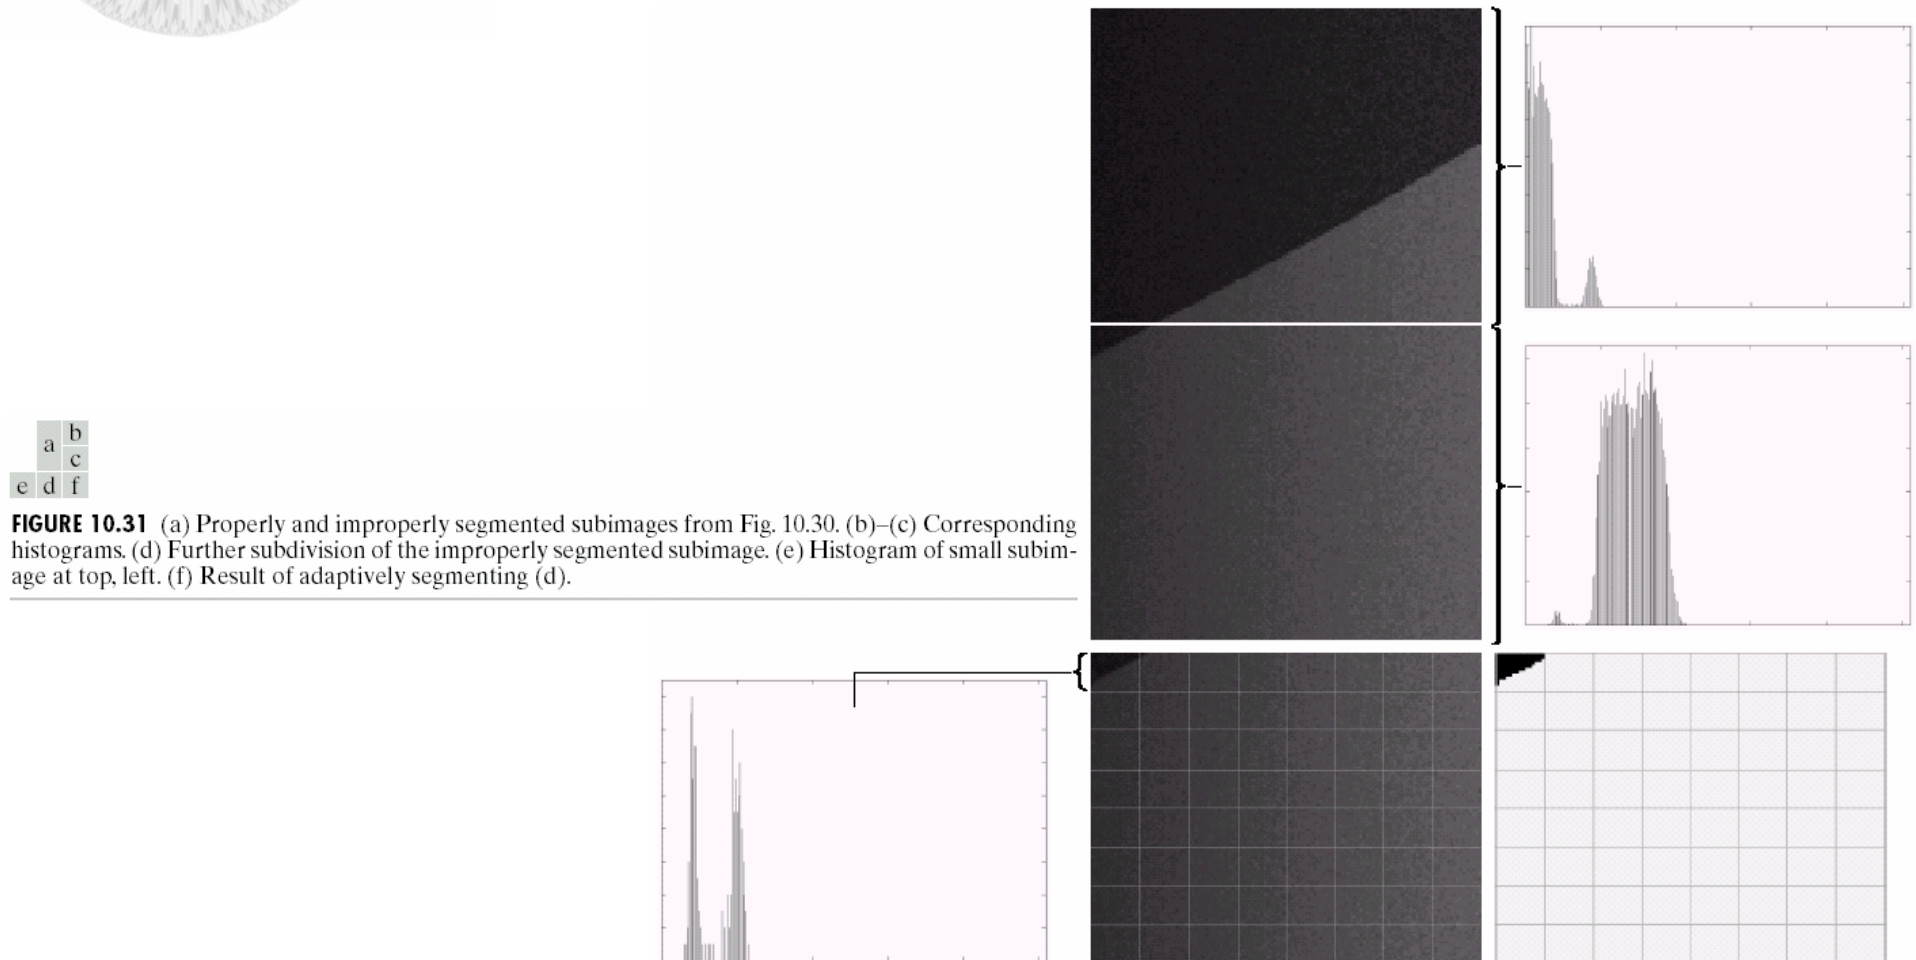 a b
c
e d f
FIGURE 10.31 (a) Properly and improperly segmented subimages from Fig. 10.30. (b)–(c) Corresponding
histograms. (d) Further subdivision of the improperly segmented subimage. (e) Histogram of small subim-
age at top, left. (f) Result of adaptively segmenting (d).